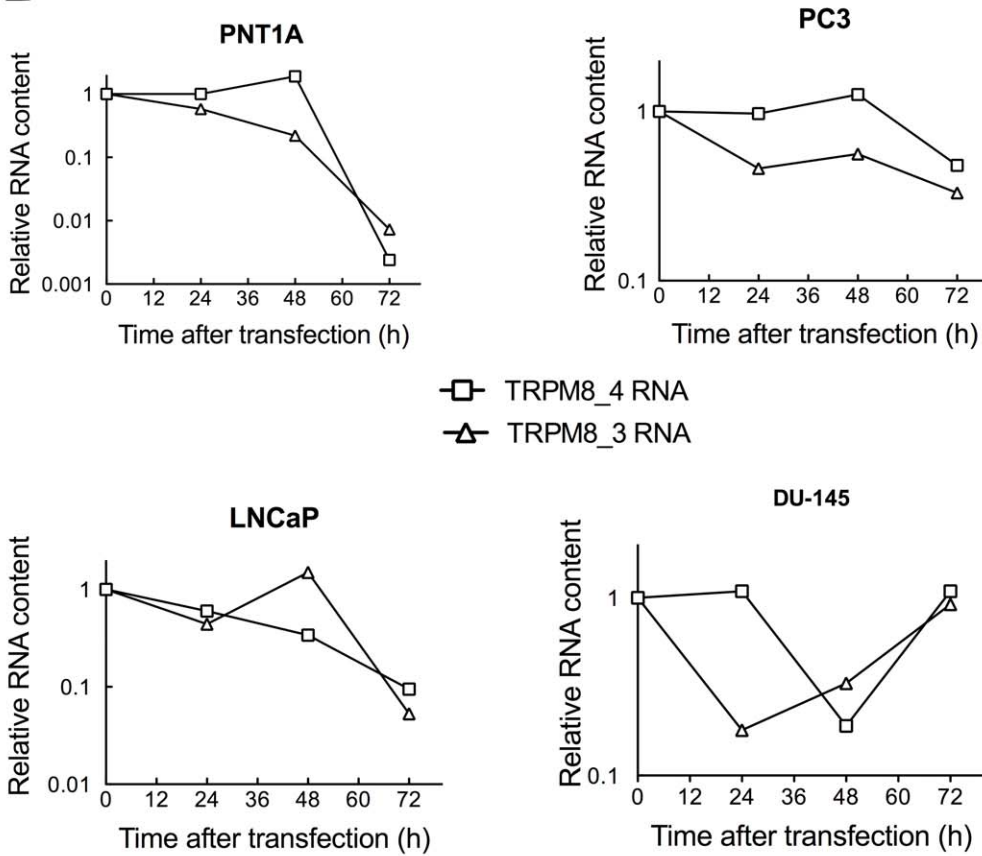 PNT1A
Relative RNA content
1
0.1
0.01
0.001
0 12 24 36 48 60 72
Time after transfection (h)
PC3
Relative RNA content
1
0.1
0 12 24 36 48 60 72
Time after transfection (h)
TRPM8_4 RNA
TRPM8_3 RNA
LNCaP
Relative RNA content
1
0.1
0.01
0 12 24 36 48 60 72
Time after transfection (h)
DU-145
Relative RNA content
1
0.1
0 12 24 36 48 60 72
Time after transfection (h)